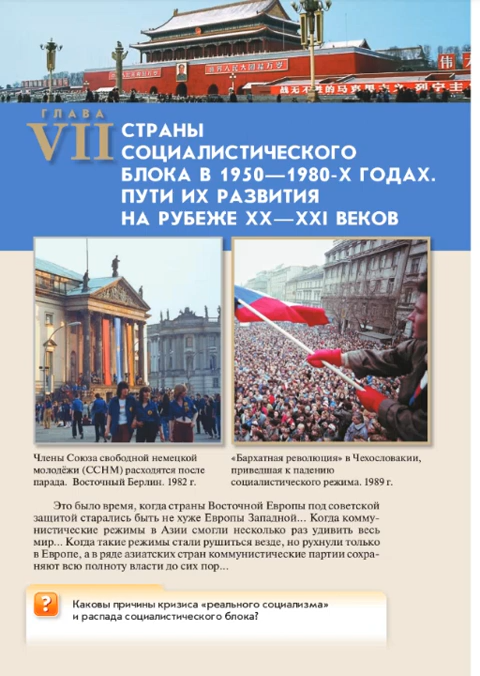 ГЛАВА
VII
СТРАНЫ
СОЦИАЛИСТИЧЕСКОГО
БЛОКА В 1950—1980-Х ГОДАХ.
ПУТИ ИХ РАЗВИТИЯ
НА РУБЕЖЕ XX—XXI ВЕКОВ
Члены Союза свободной немецкой
молодёжи (ССНМ) расходятся после
парада. Восточный Берлин. 1982 г.
«Бархатная революция» в Чехословакии,
приведшая к падению
социалистического режима. 1989 г.
Это было время, когда страны Восточной Европы под советской
защитой старались быть не хуже Европы Западной... Когда комму-
нистические режимы в Азии смогли несколько раз удивить весь
мир... Когда такие режимы стали рушиться везде, но рухнули только
в Европе, а в ряде азиатских стран коммунистические партии сохра-
няют всю полноту власти до сих пор...
?
Каковы причины кризиса «реального социализма»
и распада социалистического блока?